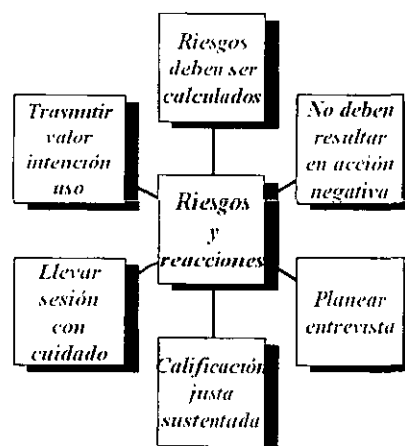 Riesgos
deben ser
calculados
Trasmitir
valor
intención
uso
No deben
resultar
en acción
negativa
Riesgos
y
reacciones
Llevar
sesión
con
cuidado
Planear
entrevista
Calificación
justa
sustentada